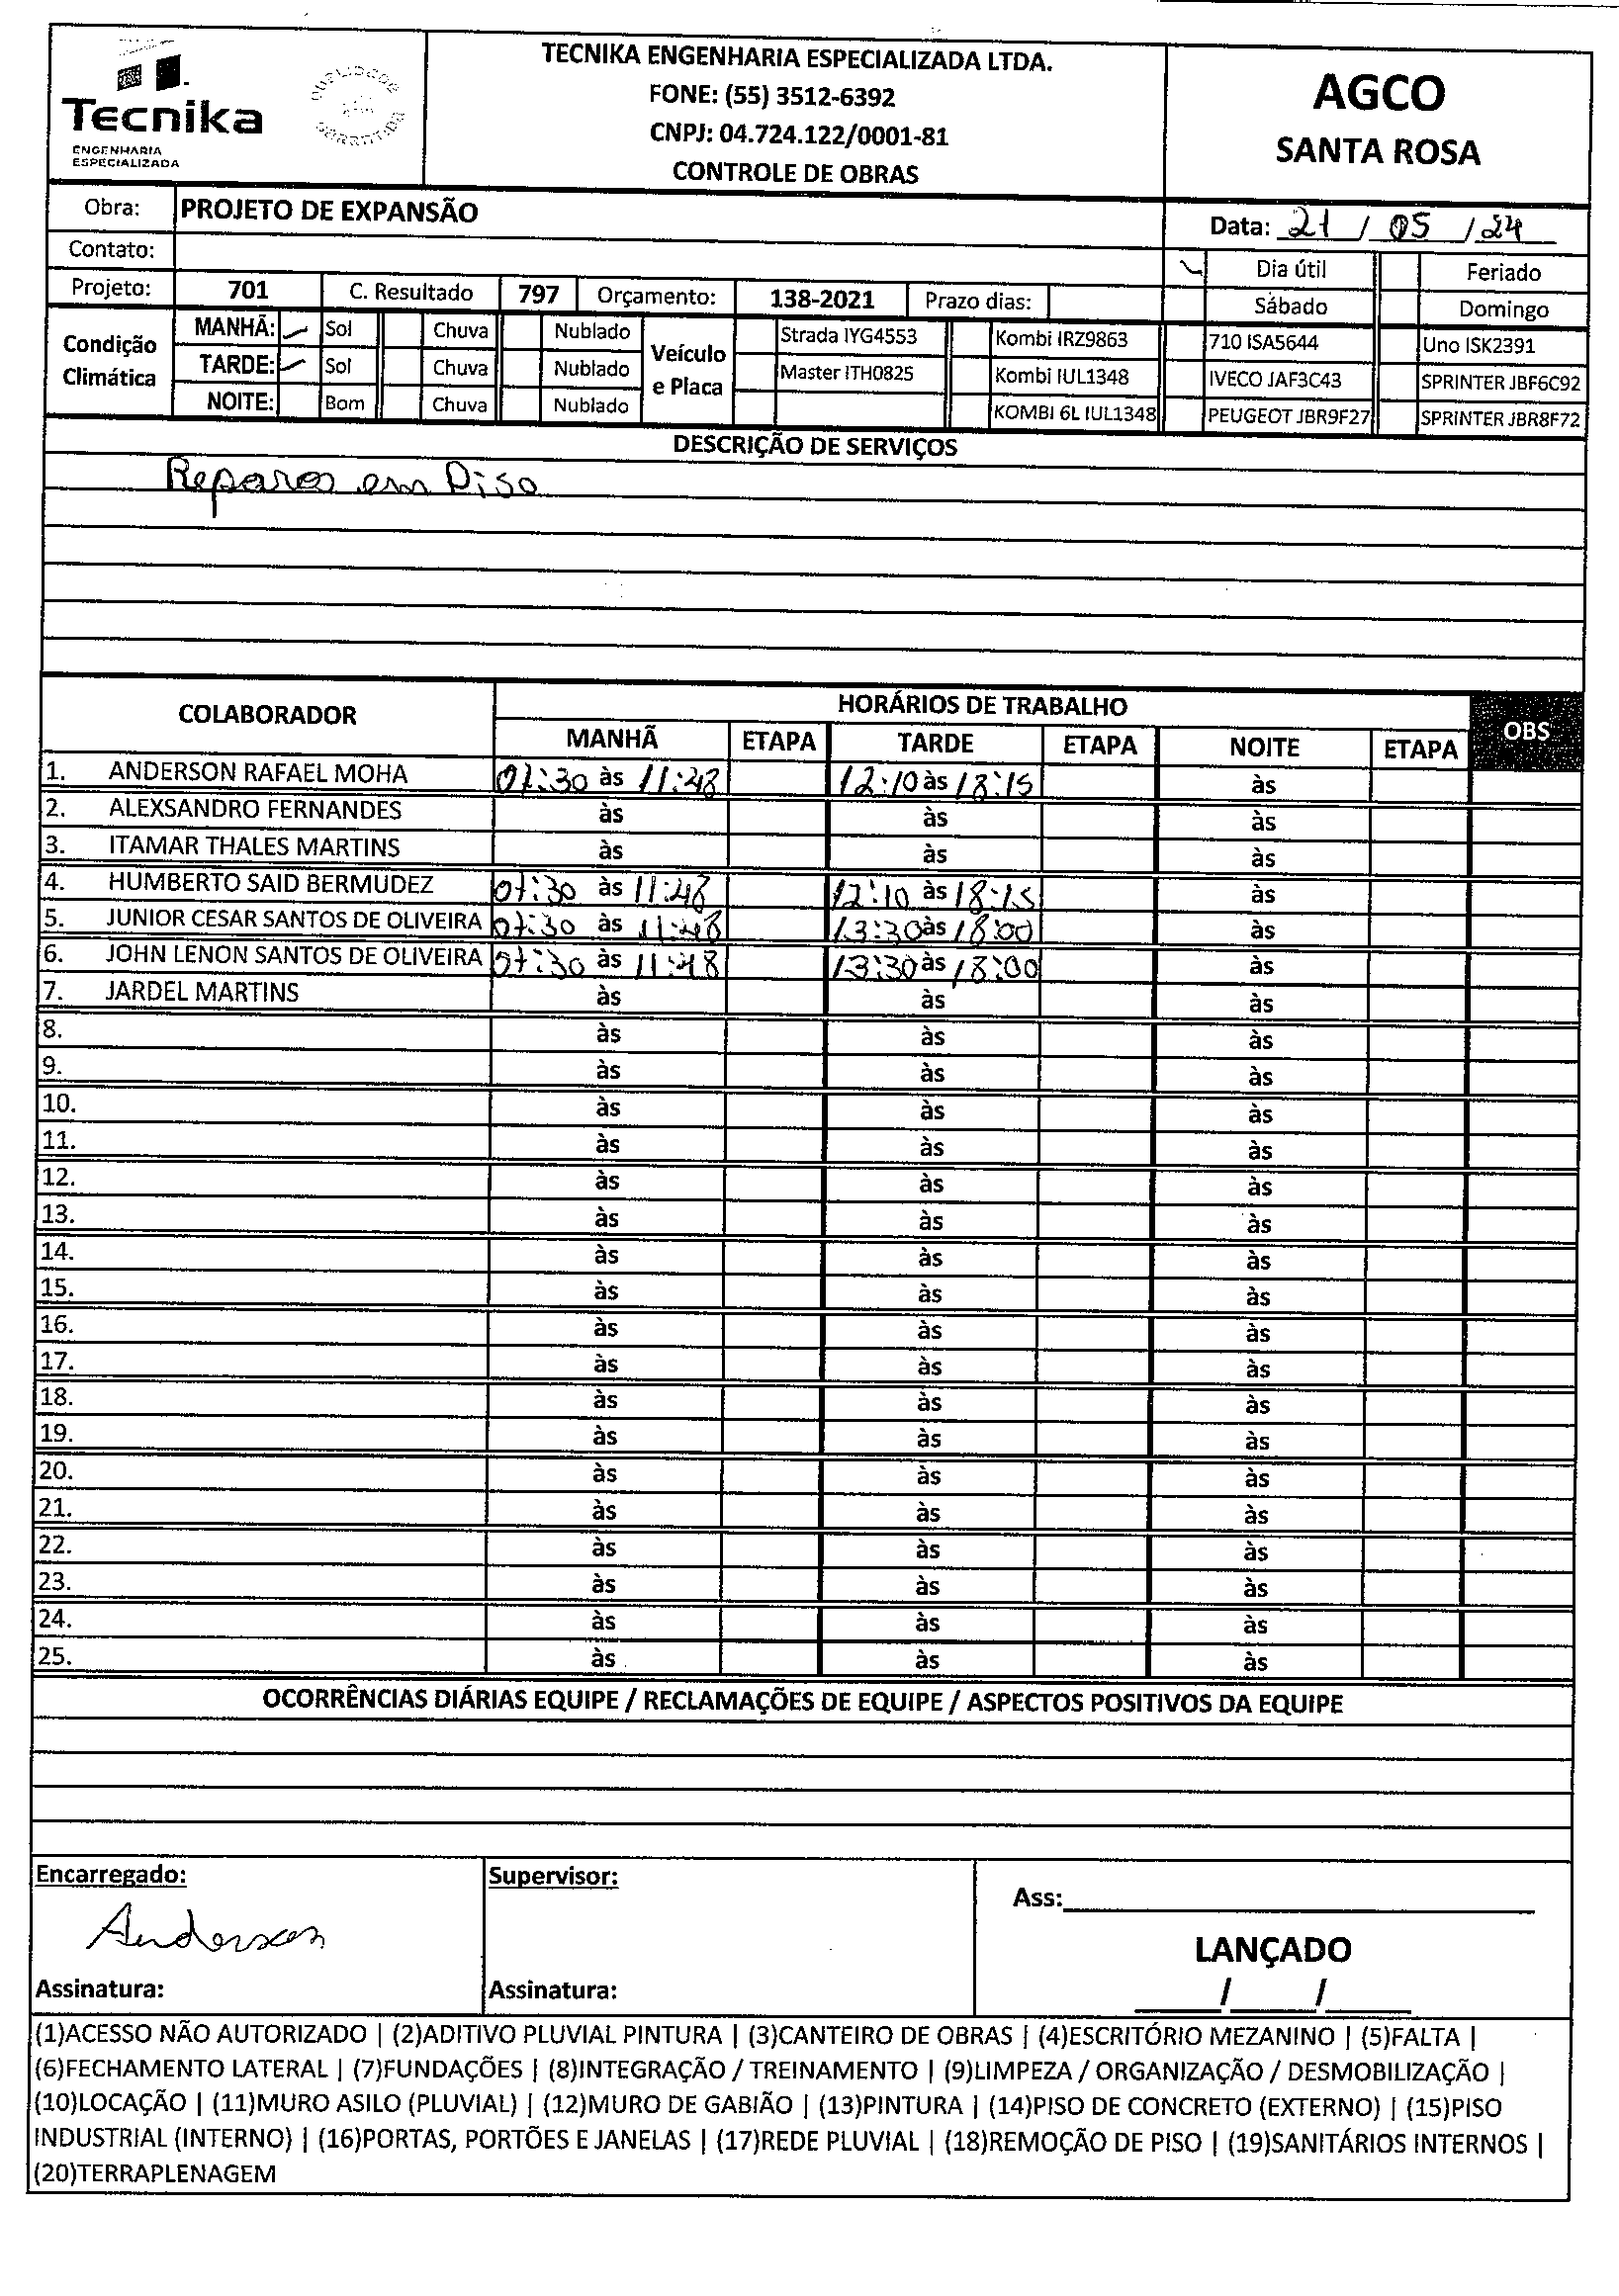 Tecnika
ENGENHARIA
ESPECIALIZADA
TECNIKA ENGENHARIA ESPECIALIZADA LTDA.
FONE: (55) 3512-6392
CNPJ: 04.724.122/0001-81
CONTROLE DE OBRAS
AGCO
SANTA ROSA
Obra: PROJETO DE EXPANSÃO
Data: 21 / 05 / 24
Contato:
Dia útil Feriado
Projeto: 701 C. Resultado 797 Orçamento: 138-2021 Prazo dias:
Sábado Domingo
Condição Climática
MANHÃ: Sol Chuva Nublado
TARDE: Sol Chuva Nublado
NOITE: Bom Chuva Nublado
Veículo e Placa
Strada IYG4553 Kombi IRZ9863 710 ISA5644 Uno ISK2391
Master ITH0825 Kombi IUL1348 IVECO JAF3C43 SPRINTER JBF6C92
KOMBI 6L IUL1348 PEUGEOT JBR9F27 SPRINTER JBR8F72
DESCRIÇÃO DE SERVIÇOS
Reparos em Piso
COLABORADOR HORÁRIOS DE TRABALHO OBS
MANHÃ ETAPA TARDE ETAPA NOITE ETAPA
1. ANDERSON RAFAEL MOHA 07:30 às 11:48 12:10 às 18:15 às
2. ALEXSANDRO FERNANDES às às às
3. ITAMAR THALES MARTINS às às às
4. HUMBERTO SAID BERMUDEZ 07:30 às 11:48 12:10 às 18:15 às
5. JUNIOR CESAR SANTOS DE OLIVEIRA 07:30 às 11:48 13:30 às 18:00 às
6. JOHN LENON SANTOS DE OLIVEIRA 07:30 às 11:48 13:30 às 18:00 às
7. JARDEL MARTINS às às às
8. às às às
9. às às às
10. às às às
11. às às às
12. às às às
13. às às às
14. às às às
15. às às às
16. às às às
17. às às às
18. às às às
19. às às às
20. às às às
21. às às às
22. às às às
23. às às às
24. às às às
25. às às às
OCORRÊNCIAS DIÁRIAS EQUIPE / RECLAMAÇÕES DE EQUIPE / ASPECTOS POSITIVOS DA EQUIPE
Encarregado: Supervisor:
Ass:
Anderson
LANÇADO
Assinatura: Assinatura:
/ /
(1)ACESSO NÃO AUTORIZADO | (2)ADITIVO PLUVIAL PINTURA | (3)CANTEIRO DE OBRAS | (4)ESCRITÓRIO MEZANINO | (5)FALTA |
(6)FECHAMENTO LATERAL | (7)FUNDAÇÕES | (8)INTEGRAÇÃO / TREINAMENTO | (9)LIMPEZA / ORGANIZAÇÃO / DESMOBILIZAÇÃO |
(10)LOCAÇÃO | (11)MURO ASILO (PLUVIAL) | (12)MURO DE GABIÃO | (13)PINTURA | (14)PISO DE CONCRETO (EXTERNO) | (15)PISO
INDUSTRIAL (INTERNO) | (16)PORTAS, PORTÕES E JANELAS | (17)REDE PLUVIAL | (18)REMOÇÃO DE PISO | (19)SANITÁRIOS INTERNOS |
(20)TERRAPLENAGEM